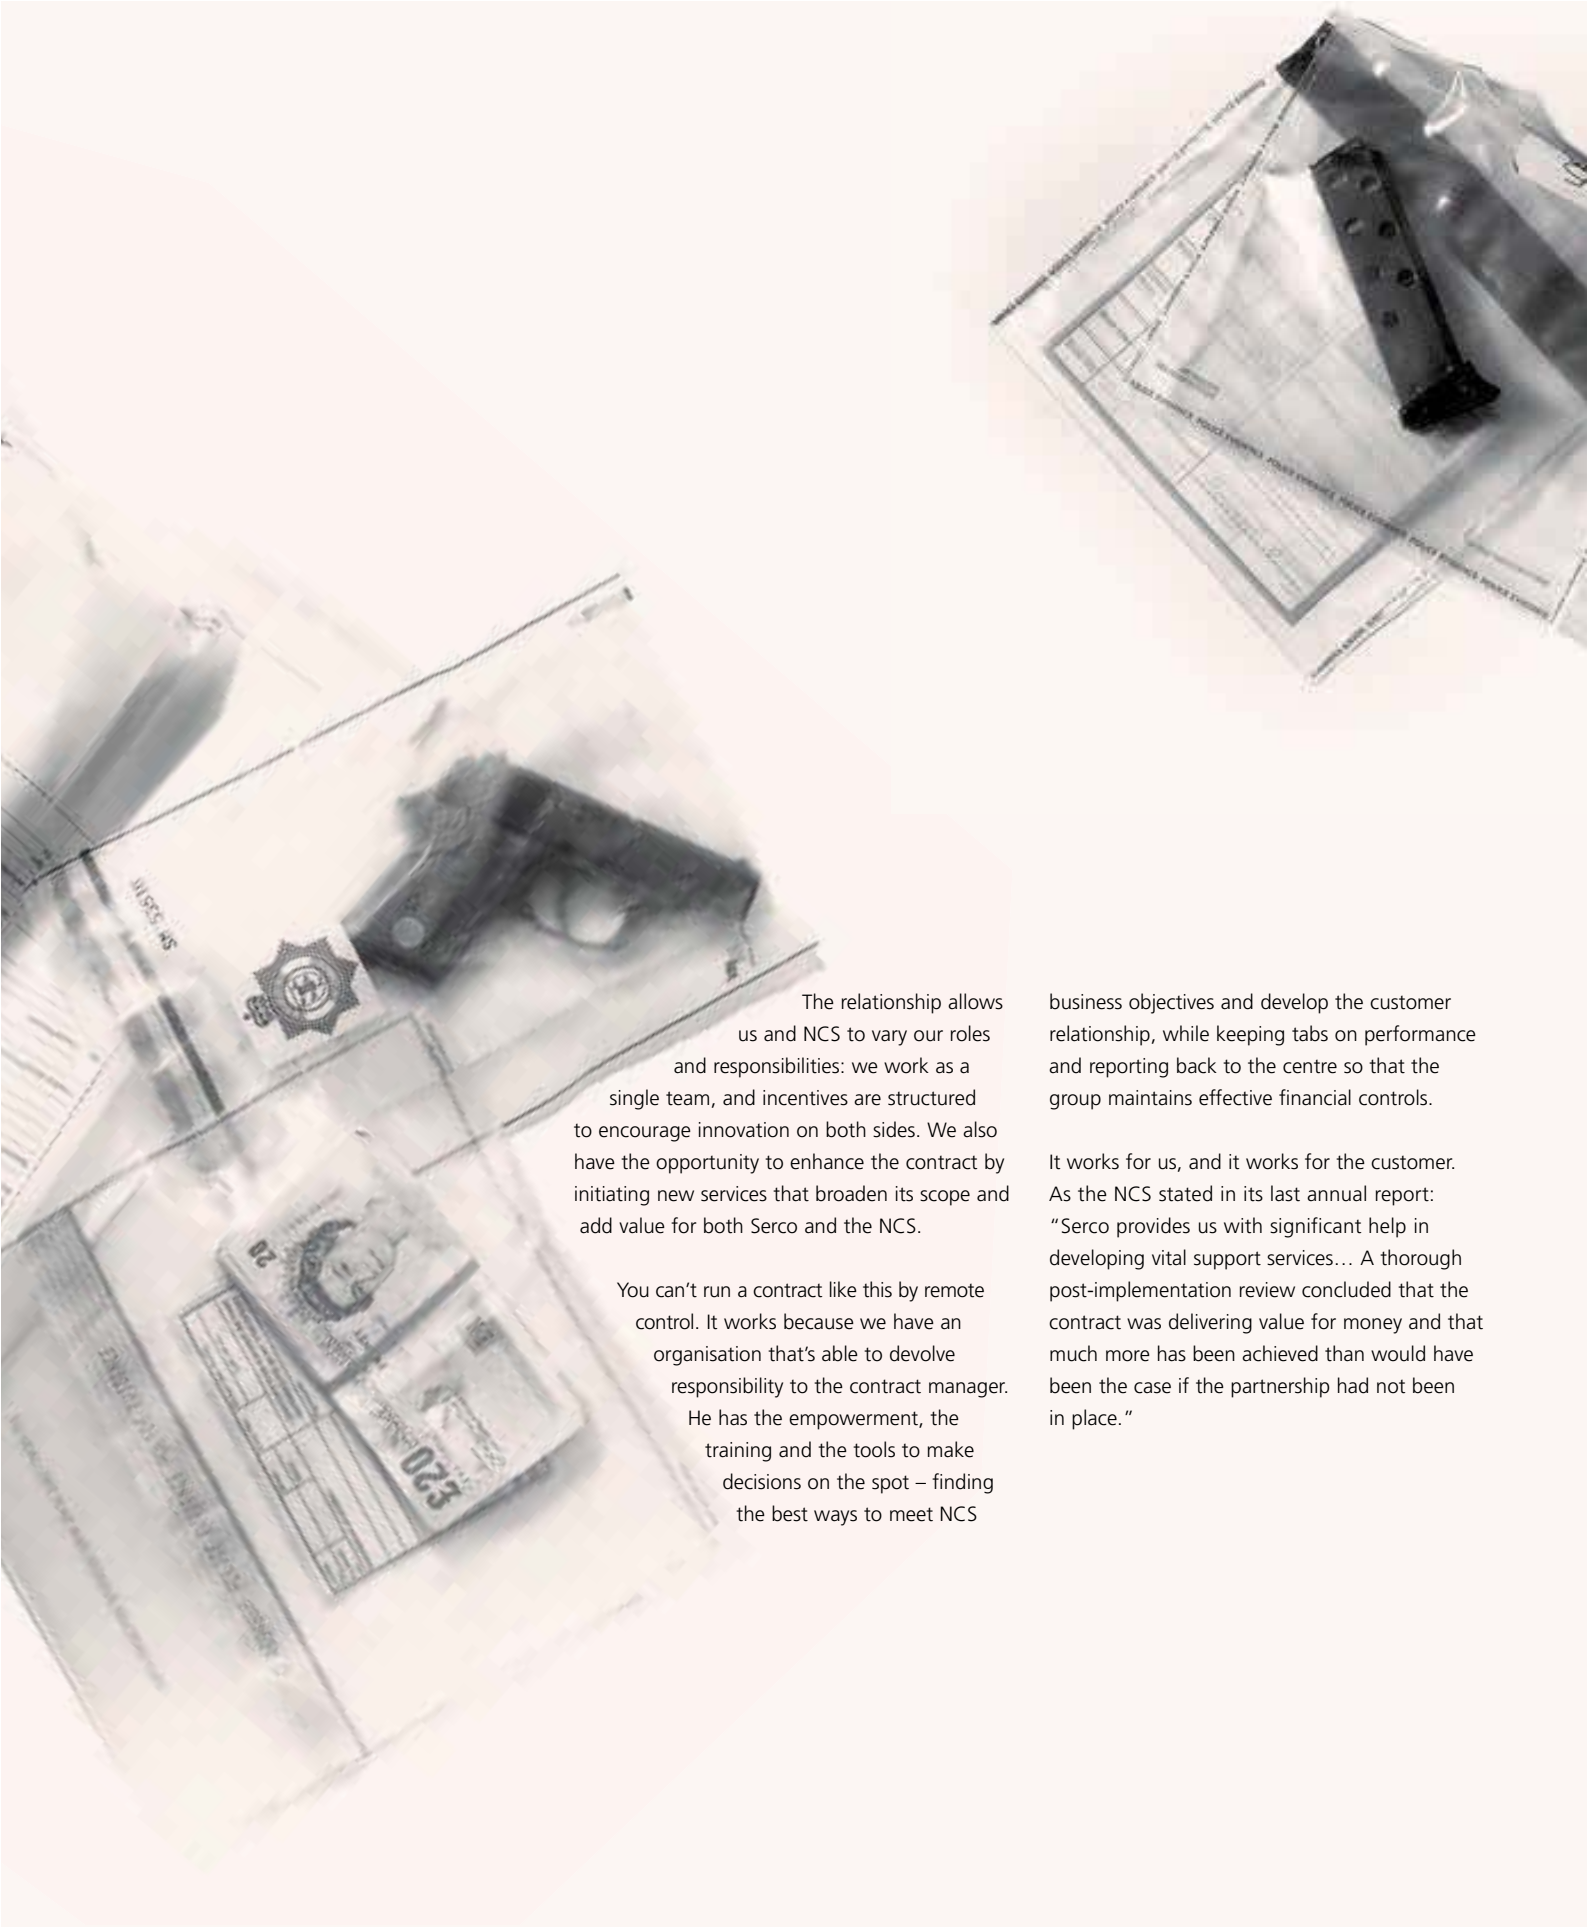 POLICE EVIDENCE POLICE EVIDENCE POLICE EVIDENCE POLICE EVIDENCE POLICE EVIDENCE
20
£20
The relationship allows
us and NCS to vary our roles
and responsibilities: we work as a
single team, and incentives are structured
to encourage innovation on both sides. We also
have the opportunity to enhance the contract by
initiating new services that broaden its scope and
add value for both Serco and the NCS.
You can’t run a contract like this by remote
control. It works because we have an
organisation that’s able to devolve
responsibility to the contract manager.
He has the empowerment, the
training and the tools to make
decisions on the spot – finding
the best ways to meet NCS
business objectives and develop the customer
relationship, while keeping tabs on performance
and reporting back to the centre so that the
group maintains effective financial controls.
It works for us, and it works for the customer.
As the NCS stated in its last annual report:
“Serco provides us with significant help in
developing vital support services… A thorough
post-implementation review concluded that the
contract was delivering value for money and that
much more has been achieved than would have
been the case if the partnership had not been
in place.”